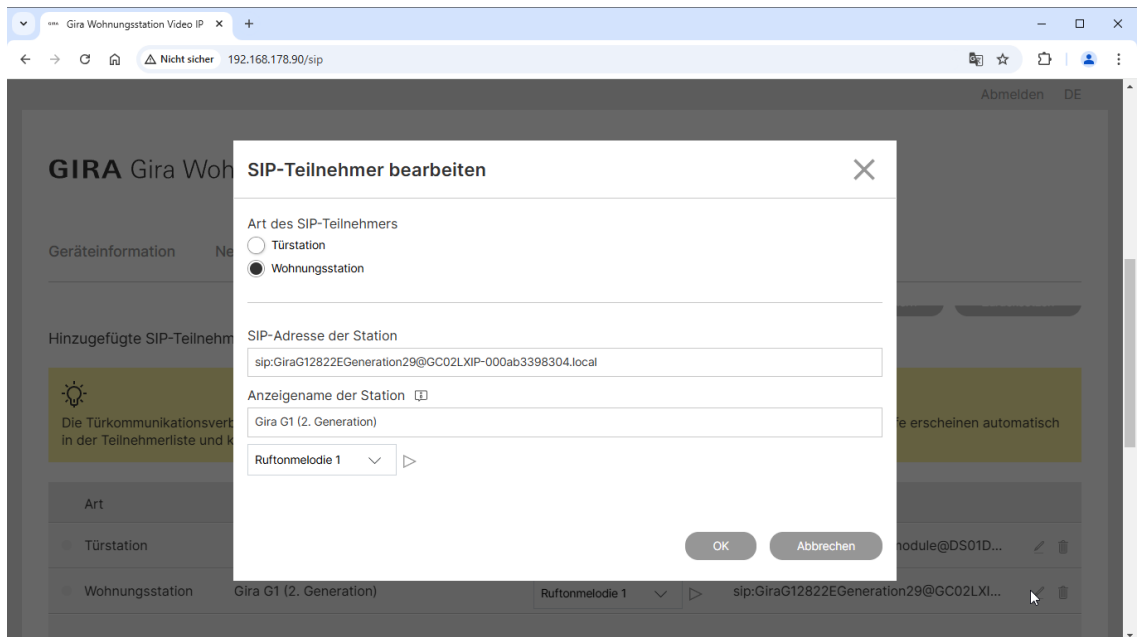 GIRA Gira Wohnungsstation Video IP
Nicht sicher 192.168.178.90/sip
Abmelden DE
GIRA Gira Woh
SIP-Teilnehmer bearbeiten
Art des SIP-Teilnehmers
Geräteinformation Ne
Türstation
Wohnungsstation
Hinzugefügte SIP-Teilnehm
SIP-Adresse der Station
sip:GiraG12822EGeneration29@GC02LXIP-000ab3398304.local
Anzeigename der Station
Die Türkommunikationsverb
Gira G1 (2. Generation)
fe erscheinen automatisch
in der Teilnehmerliste und k
Ruftonmelodie 1
Art
OK Abbrechen
Türstation nodule@DS01D...
Wohnungsstation Gira G1 (2. Generation) Ruftonmelodie 1 sip:GiraG12822EGeneration29@GC02LXI...